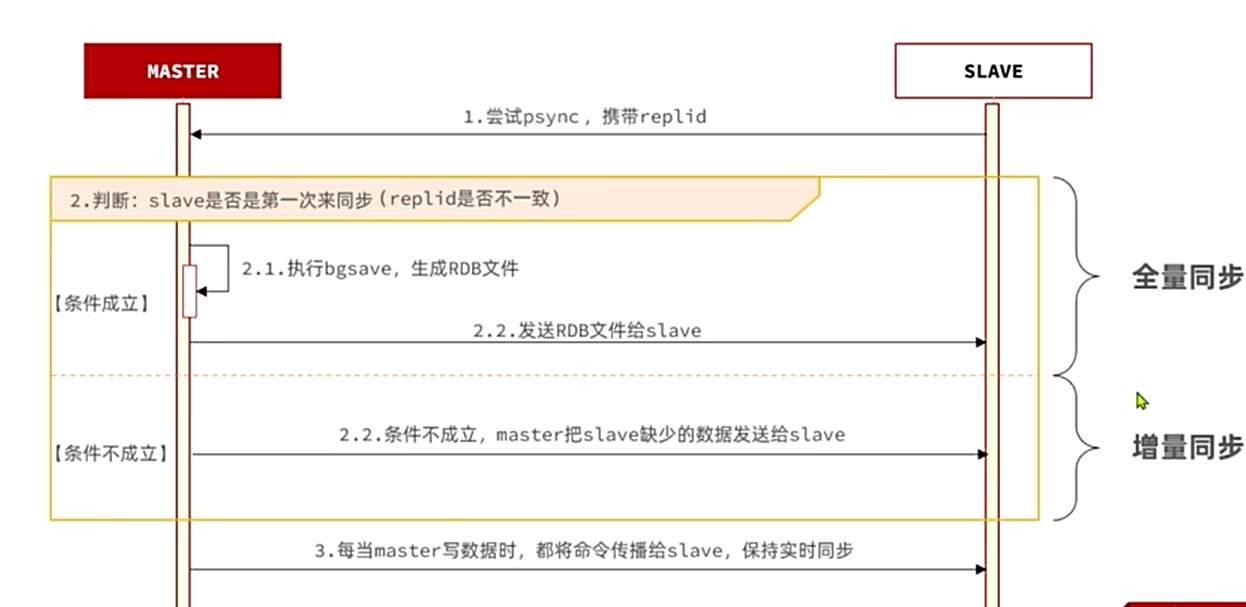 MASTER
SLAVE
1.尝试psync，携带replid
2.判断：slave是否是第一次来同步(replid是否不一致)
2.1.执行bgsave，生成RDB文件
全量同步
【条件成立】
2.2.发送RDB文件给slave
2.2.条件不成立，master把slave缺少的数据发送给slave
【条件不成立】
增量同步
3.每当master写数据时，都将命令传播给slave，保持实时同步